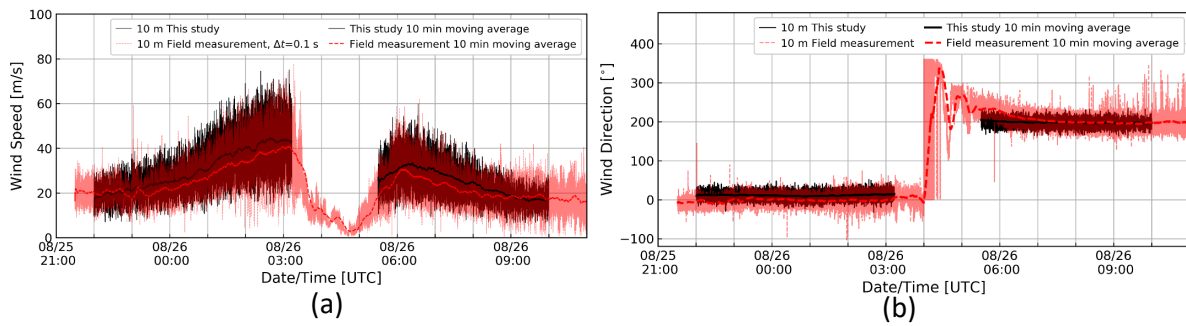 10 m This study
This study 10 min moving average
10 m Field measurement, Δt=0.1 s
Field measurement 10 min moving average
100
80
60
40
20
0
Wind Speed [m/s]
08/25
21:00
08/26
00:00
08/26
03:00
08/26
06:00
08/26
09:00
Date/Time [UTC]
(a)
10 m This study
This study 10 min moving average
10 m Field measurement
Field measurement 10 min moving average
400
300
200
100
0
−100
Wind Direction [°]
08/25
21:00
08/26
00:00
08/26
03:00
08/26
06:00
08/26
09:00
Date/Time [UTC]
(b)